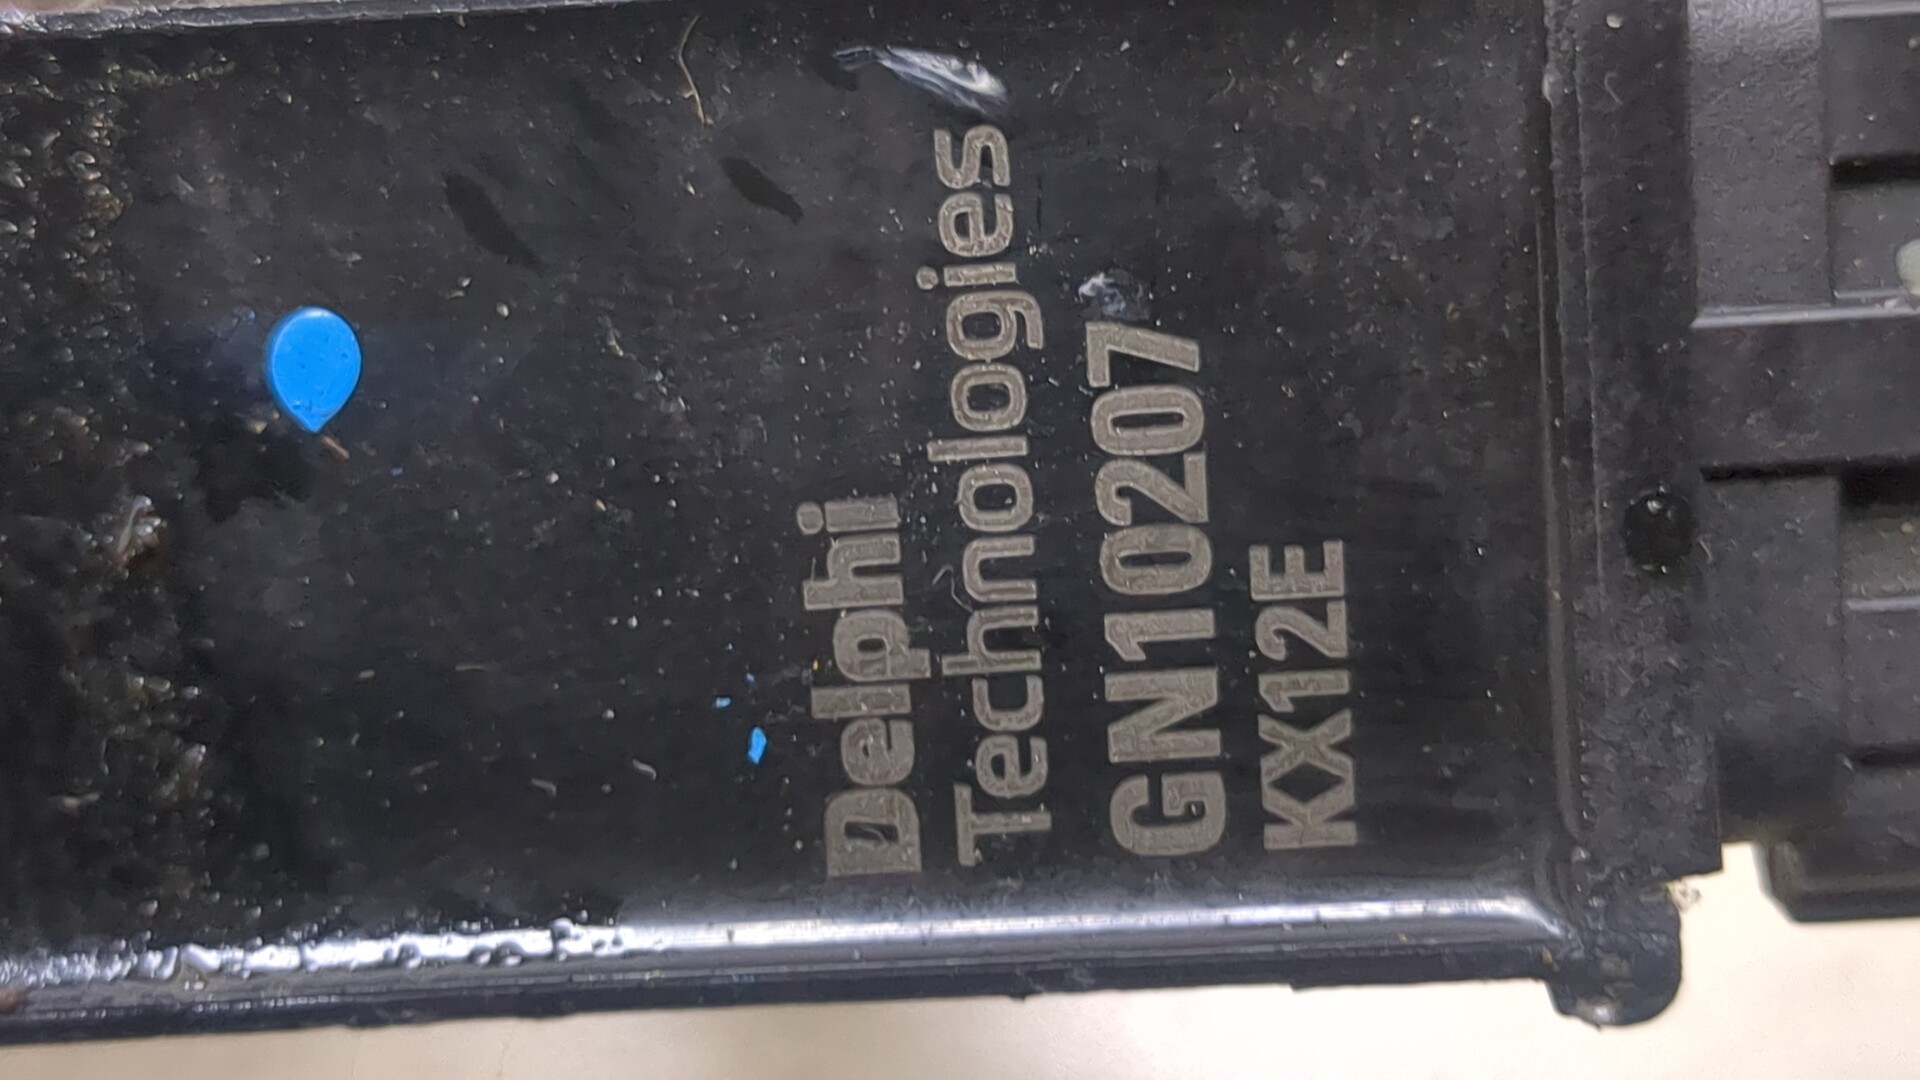 Delphi
Technologies
GN10207
KX12E